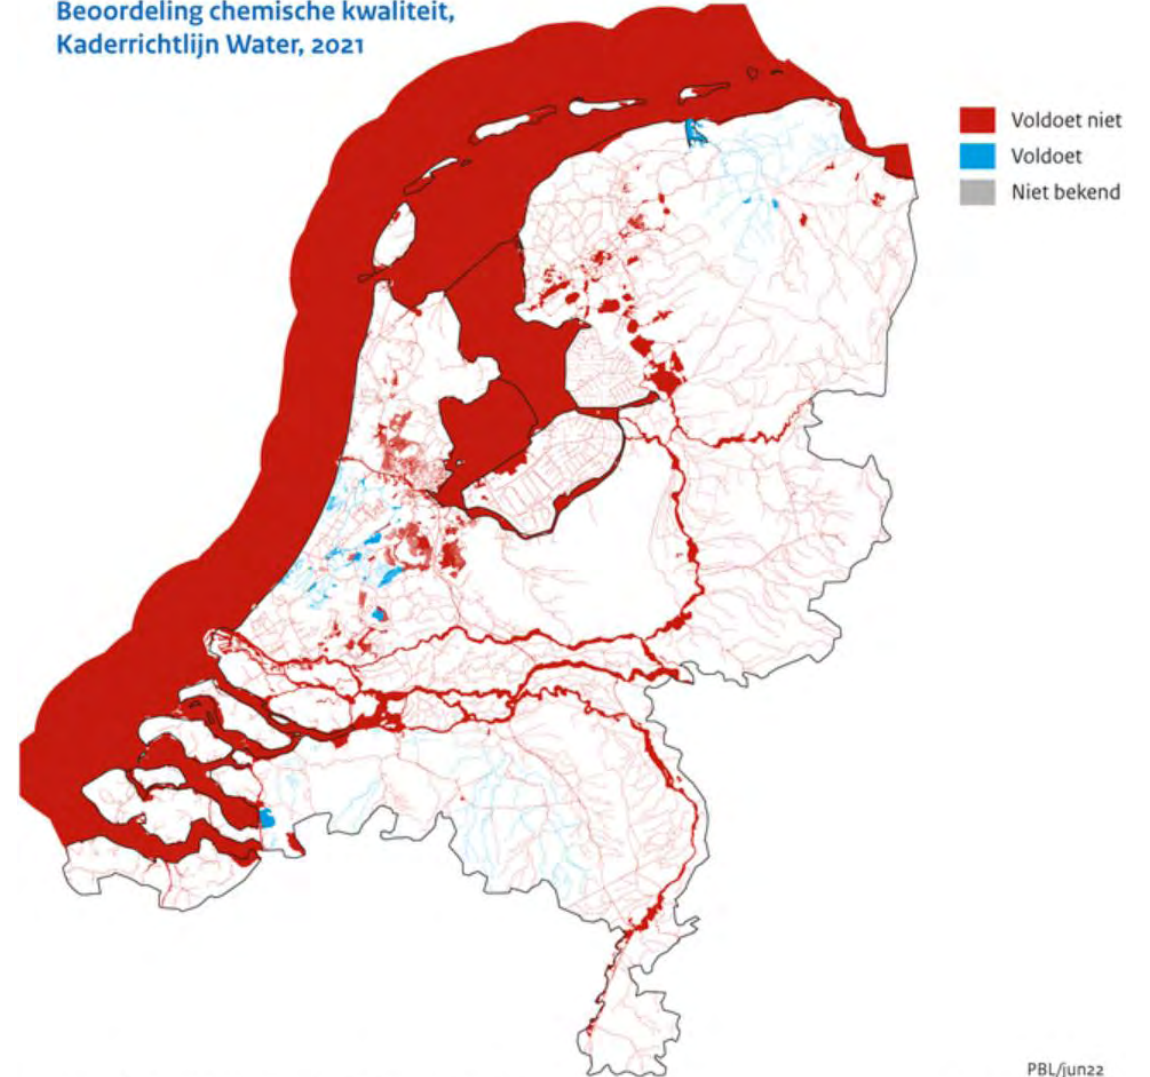 Beoordeling chemische kwaliteit,
Kaderrichtlijn Water, 2021
Voldoet niet
Voldoet
Niet bekend
PBL/jun22